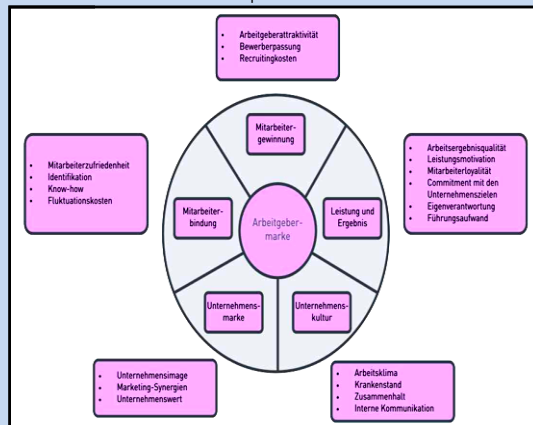 Arbeitgeberattraktivität
Bewerberpassung
Recruitingkosten
Mitarbeiter-
gewinnung
Mitarbeiterzufriedenheit
Identifikation
Know-how
Fluktuationskosten
Arbeitsergebnisqualität
Leistungsmotivation
Mitarbeiterloyalität
Commitment mit den
Unternehmenszielen
Eigenverantwortung
Führungsaufwand
Mitarbeiter-
bindung
Arbeitgeber-
marke
Leistung und
Ergebnis
Unternehmens-
marke
Unternehmens-
kultur
Unternehmensimage
Marketing-Synergien
Unternehmenswert
Arbeitsklima
Krankenstand
Zusammenhalt
Interne Kommunikation